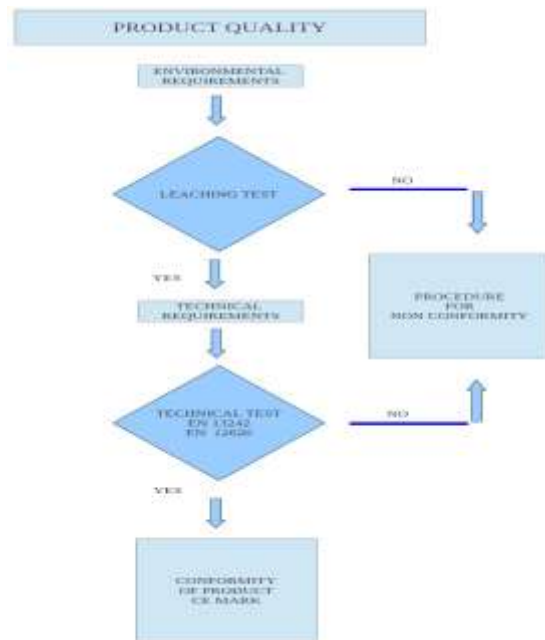 PRODUCT QUALITY
ENVIRONMENTAL
REQUIREMENTS
LEACHING TEST
NO
YES
TECHNICAL
REQUIREMENTS
PROCEDURE
FOR
NON CONFORMITY
TECHNICAL TEST
EN 13242
EN 12620
NO
YES
CONFORMITY
OF PRODUCT
CE MARK